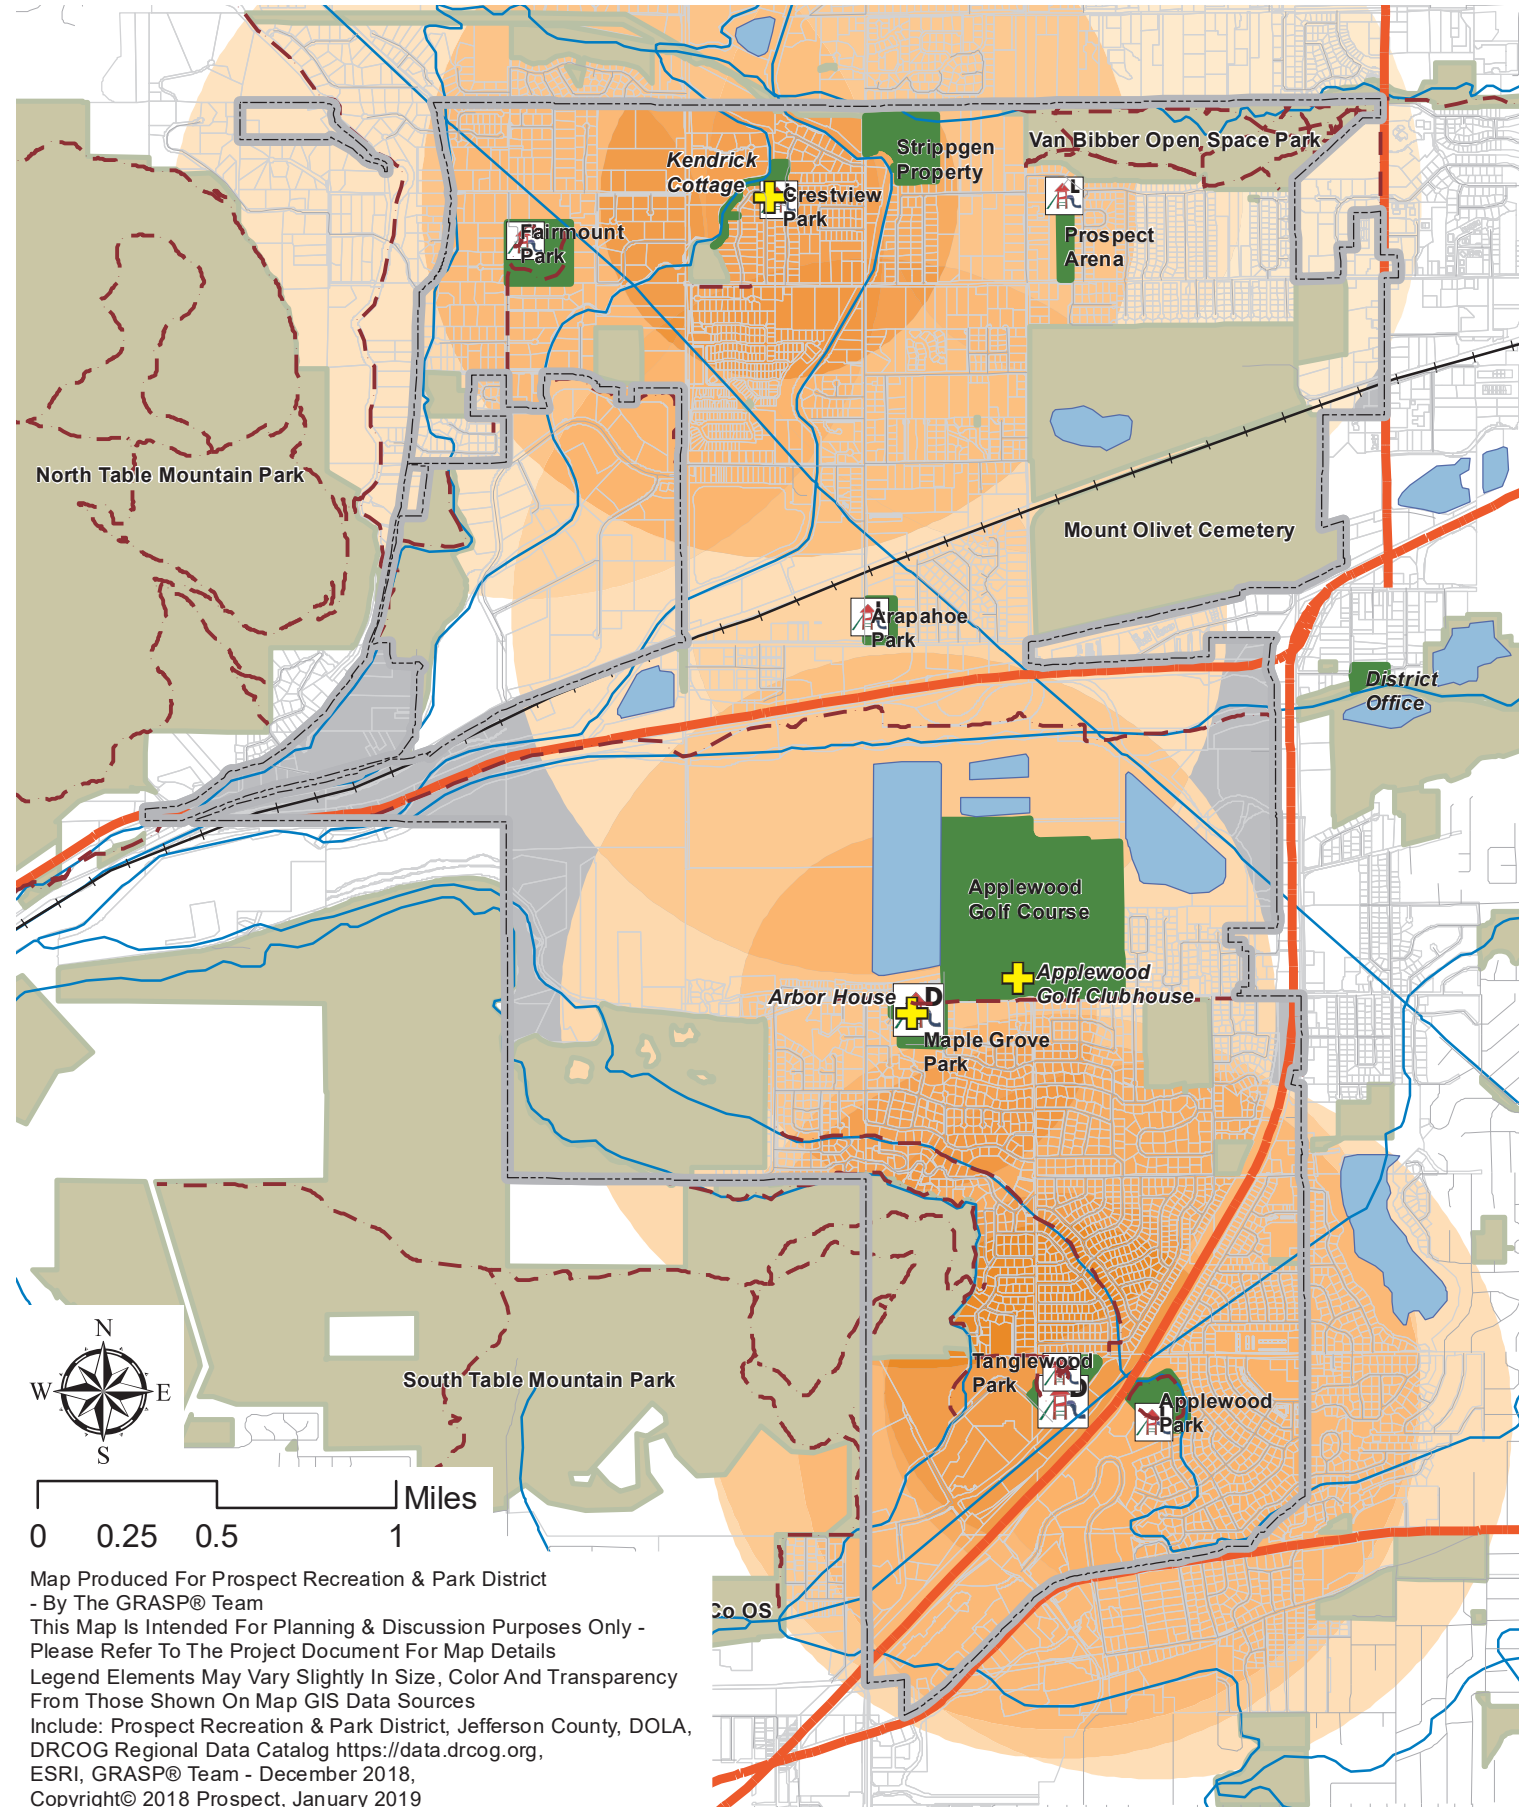 Kendrick
Cottage
Strippgen
Property
Van Bibber Open Space Park
Crestview
Park
L
Fairmount
Park
Prospect
Arena
North Table Mountain Park
Mount Olivet Cemetery
Arapahoe
Park
District
Office
Applewood
Golf Course
Applewood
Golf Clubhouse
Arbor House
D
Maple Grove
Park
N
W
E
S
South Table Mountain Park
Tanglewood
Park
D
Applewood
Park
Miles
0 0.25 0.5 1
Co OS
Map Produced For Prospect Recreation & Park District
- By The GRASP® Team
This Map Is Intended For Planning & Discussion Purposes Only -
Please Refer To The Project Document For Map Details
Legend Elements May Vary Slightly In Size, Color And Transparency
From Those Shown On Map GIS Data Sources
Include: Prospect Recreation & Park District, Jefferson County, DOLA,
DRCOG Regional Data Catalog https://data.drcog.org,
ESRI, GRASP® Team - December 2018,
Copyright© 2018 Prospect, January 2019